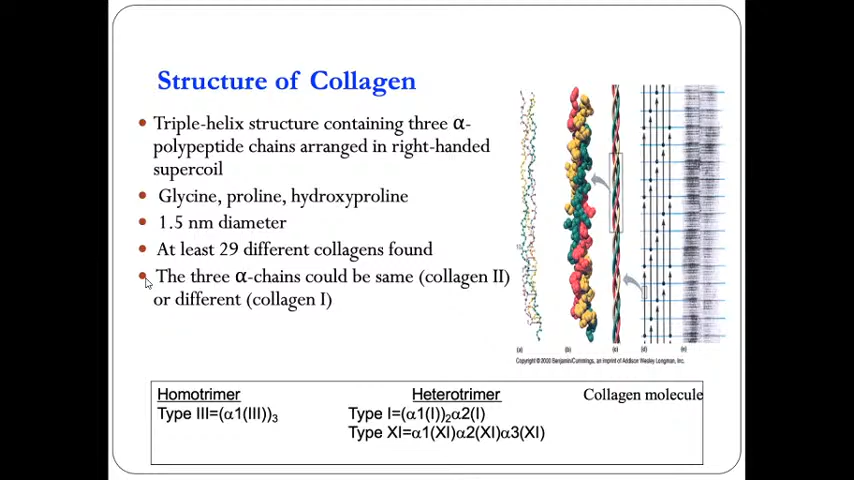 Structure of Collagen
• Triple-helix structure containing three α-
polypeptide chains arranged in right-handed
supercoil
• Glycine, proline, hydroxyproline
• 1.5 nm diameter
• At least 29 different collagens found
• The three α-chains could be same (collagen II)
or different (collagen I)
(a) (b) (c) (d) (e)
Copyright © 2000 Benjamin/Cummings, an imprint of Addison Wesley Longman, Inc.
Homotrimer Heterotrimer Collagen molecule
Type III=(α1(III))₃ Type I=(α1(I))₂α2(I)
Type XI=α1(XI)α2(XI)α3(XI)